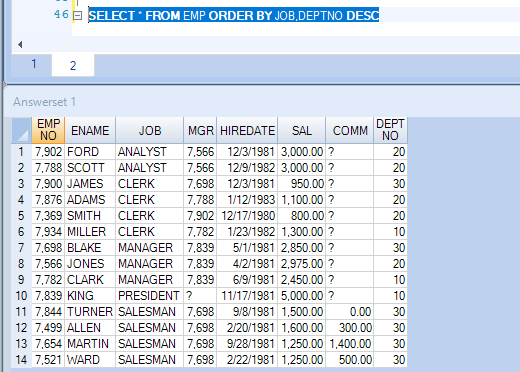 46 SELECT * FROM EMP ORDER BY JOB,DEPTNO DESC
1 2
Answerset 1
EMP NO ENAME JOB MGR HIREDATE SAL COMM DEPT NO
1 7,902 FORD ANALYST 7,566 12/3/1981 3,000.00 ? 20
2 7,788 SCOTT ANALYST 7,566 12/9/1982 3,000.00 ? 20
3 7,900 JAMES CLERK 7,698 12/3/1981 950.00 ? 30
4 7,876 ADAMS CLERK 7,788 1/12/1983 1,100.00 ? 20
5 7,369 SMITH CLERK 7,902 12/17/1980 800.00 ? 20
6 7,934 MILLER CLERK 7,782 1/23/1982 1,300.00 ? 10
7 7,698 BLAKE MANAGER 7,839 5/1/1981 2,850.00 ? 30
8 7,566 JONES MANAGER 7,839 4/2/1981 2,975.00 ? 20
9 7,782 CLARK MANAGER 7,839 6/9/1981 2,450.00 ? 10
10 7,839 KING PRESIDENT ? 11/17/1981 5,000.00 ? 10
11 7,844 TURNER SALESMAN 7,698 9/8/1981 1,500.00 0.00 30
12 7,499 ALLEN SALESMAN 7,698 2/20/1981 1,600.00 300.00 30
13 7,654 MARTIN SALESMAN 7,698 9/28/1981 1,250.00 1,400.00 30
14 7,521 WARD SALESMAN 7,698 2/22/1981 1,250.00 500.00 30